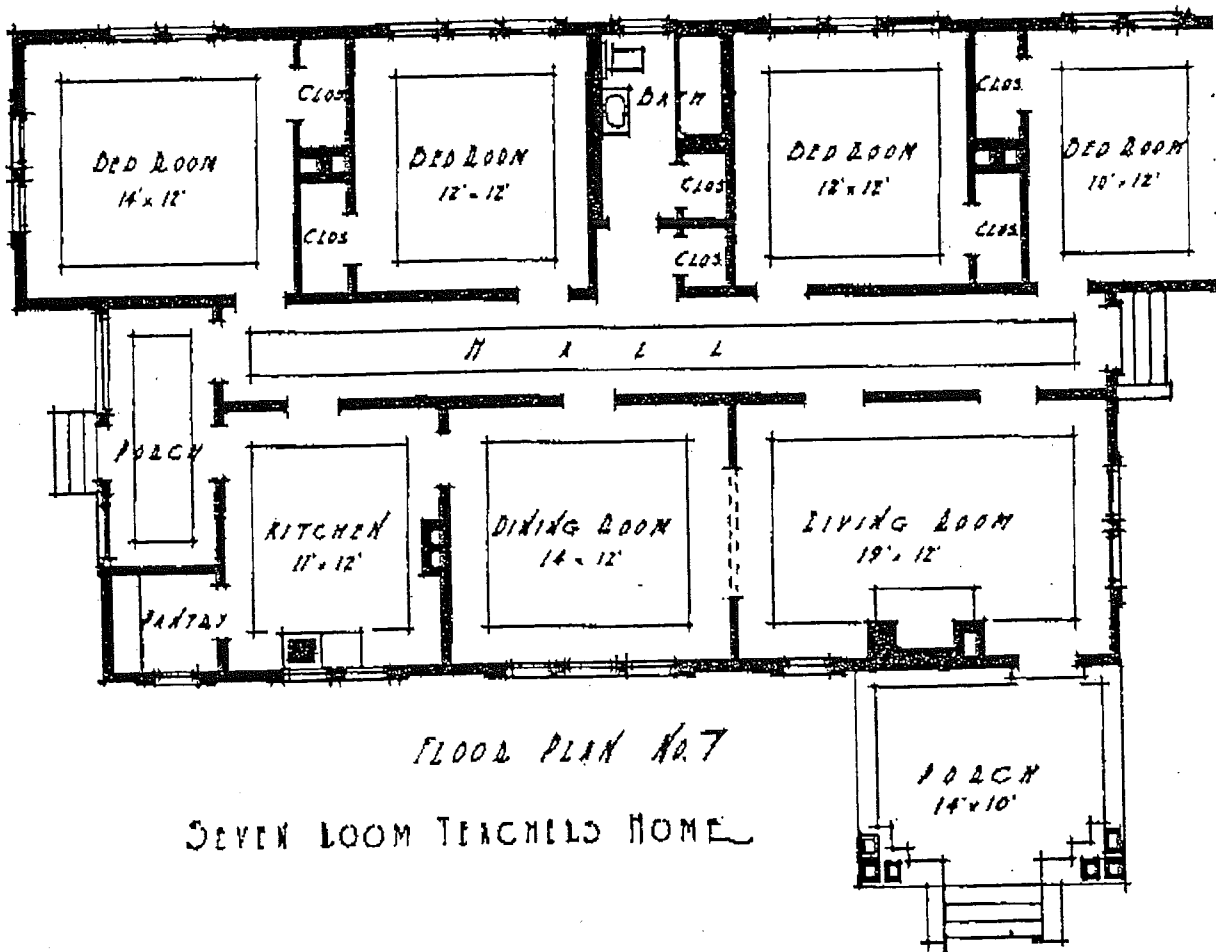 BED ROOM
14' x 12'
CLOS.
CLOS.
BED ROOM
12' x 12'
BATH
CLOS.
CLOS.
BED ROOM
12' x 12'
CLOS.
CLOS.
BED ROOM
10' x 12'
HALL
PORCH
KITCHEN
11' x 12'
DINING ROOM
14 x 12'
LIVING ROOM
19' x 12'
PANTRY
FLOOR PLAN No. 7
SEVEN ROOM TEACHERS HOME
PORCH
14' x 10'